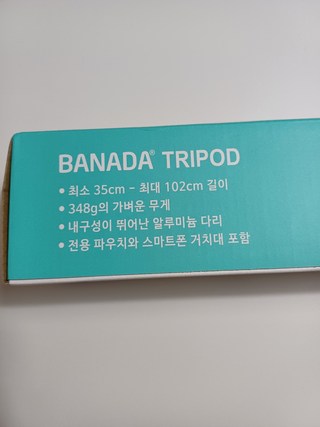 BANADA® TRIPOD
• 최소 35cm - 최대 102cm 길이
• 348g의 가벼운 무게
• 내구성이 뛰어난 알루미늄 다리
• 전용 파우치와 스마트폰 거치대 포함